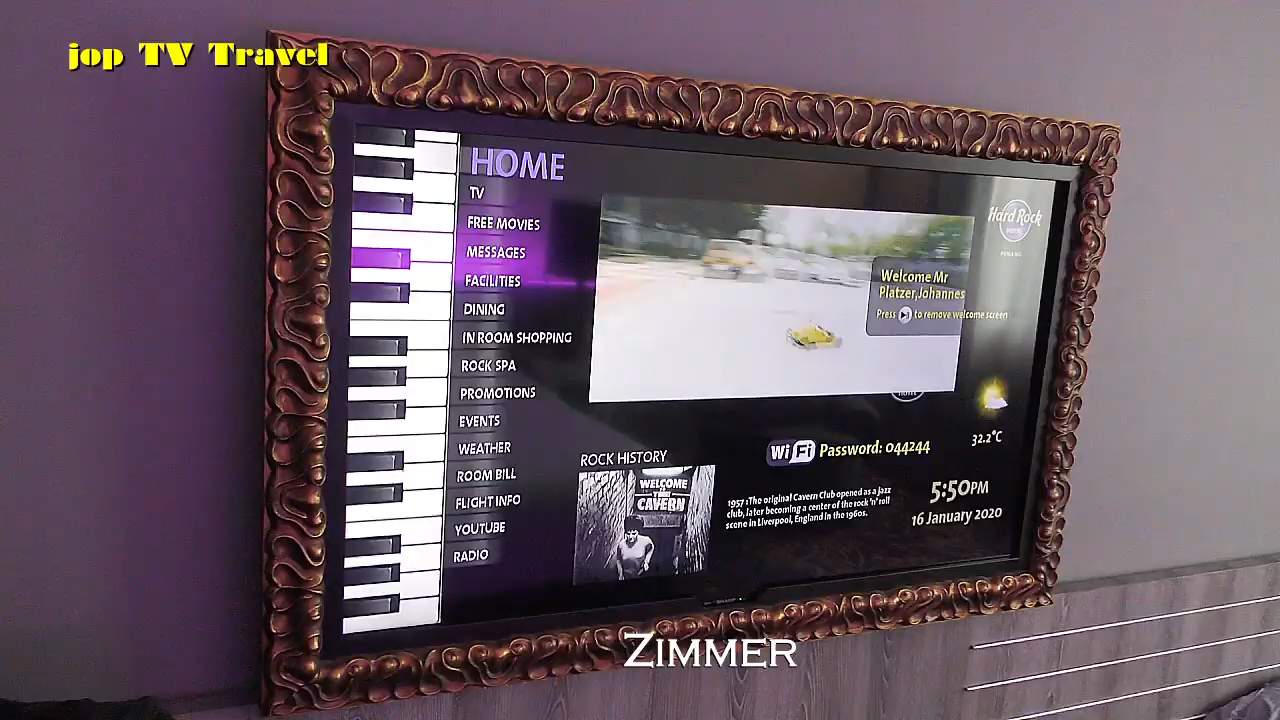 jop TV Travel
HOME
TV
FREE MOVIES
MESSAGES
FACILITIES
DINING
IN ROOM SHOPPING
ROCK SPA
PROMOTIONS
EVENTS
WEATHER
ROOM BILL
FLIGHT INFO
YOUTUBE
RADIO
Hard Rock
HOTEL
PENANG
Welcome Mr
Platzer,Johannes
Press to remove welcome screen
WiFi Password: 044244
32.2°C
5:50PM
16 January 2020
ROCK HISTORY
WELCOME
THE
CAVERN
1957 :The original Cavern Club opened as a jazz
club, later becoming a center of the rock 'n' roll
scene in Liverpool, England in the 1960s.
ZIMMER